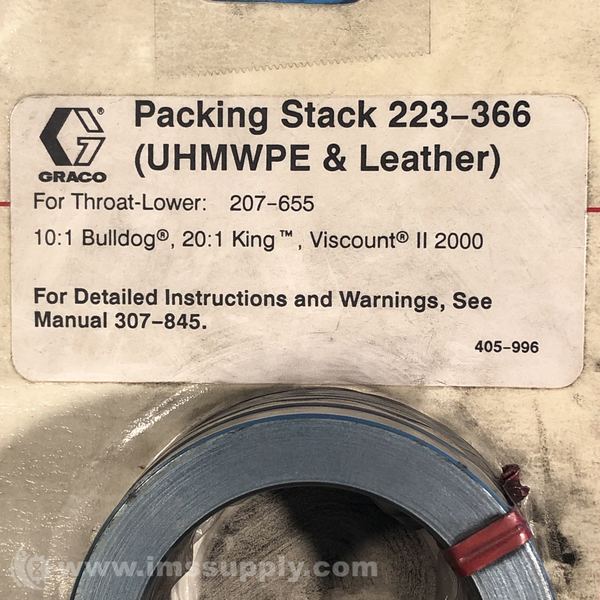 Packing Stack 223-366
(UHMWPE & Leather)
GRACO®
For Throat-Lower: 207-655
10:1 Bulldog®, 20:1 King™, Viscount® II 2000
For Detailed Instructions and Warnings, See
Manual 307-845.
405-996
www.imssupply.com